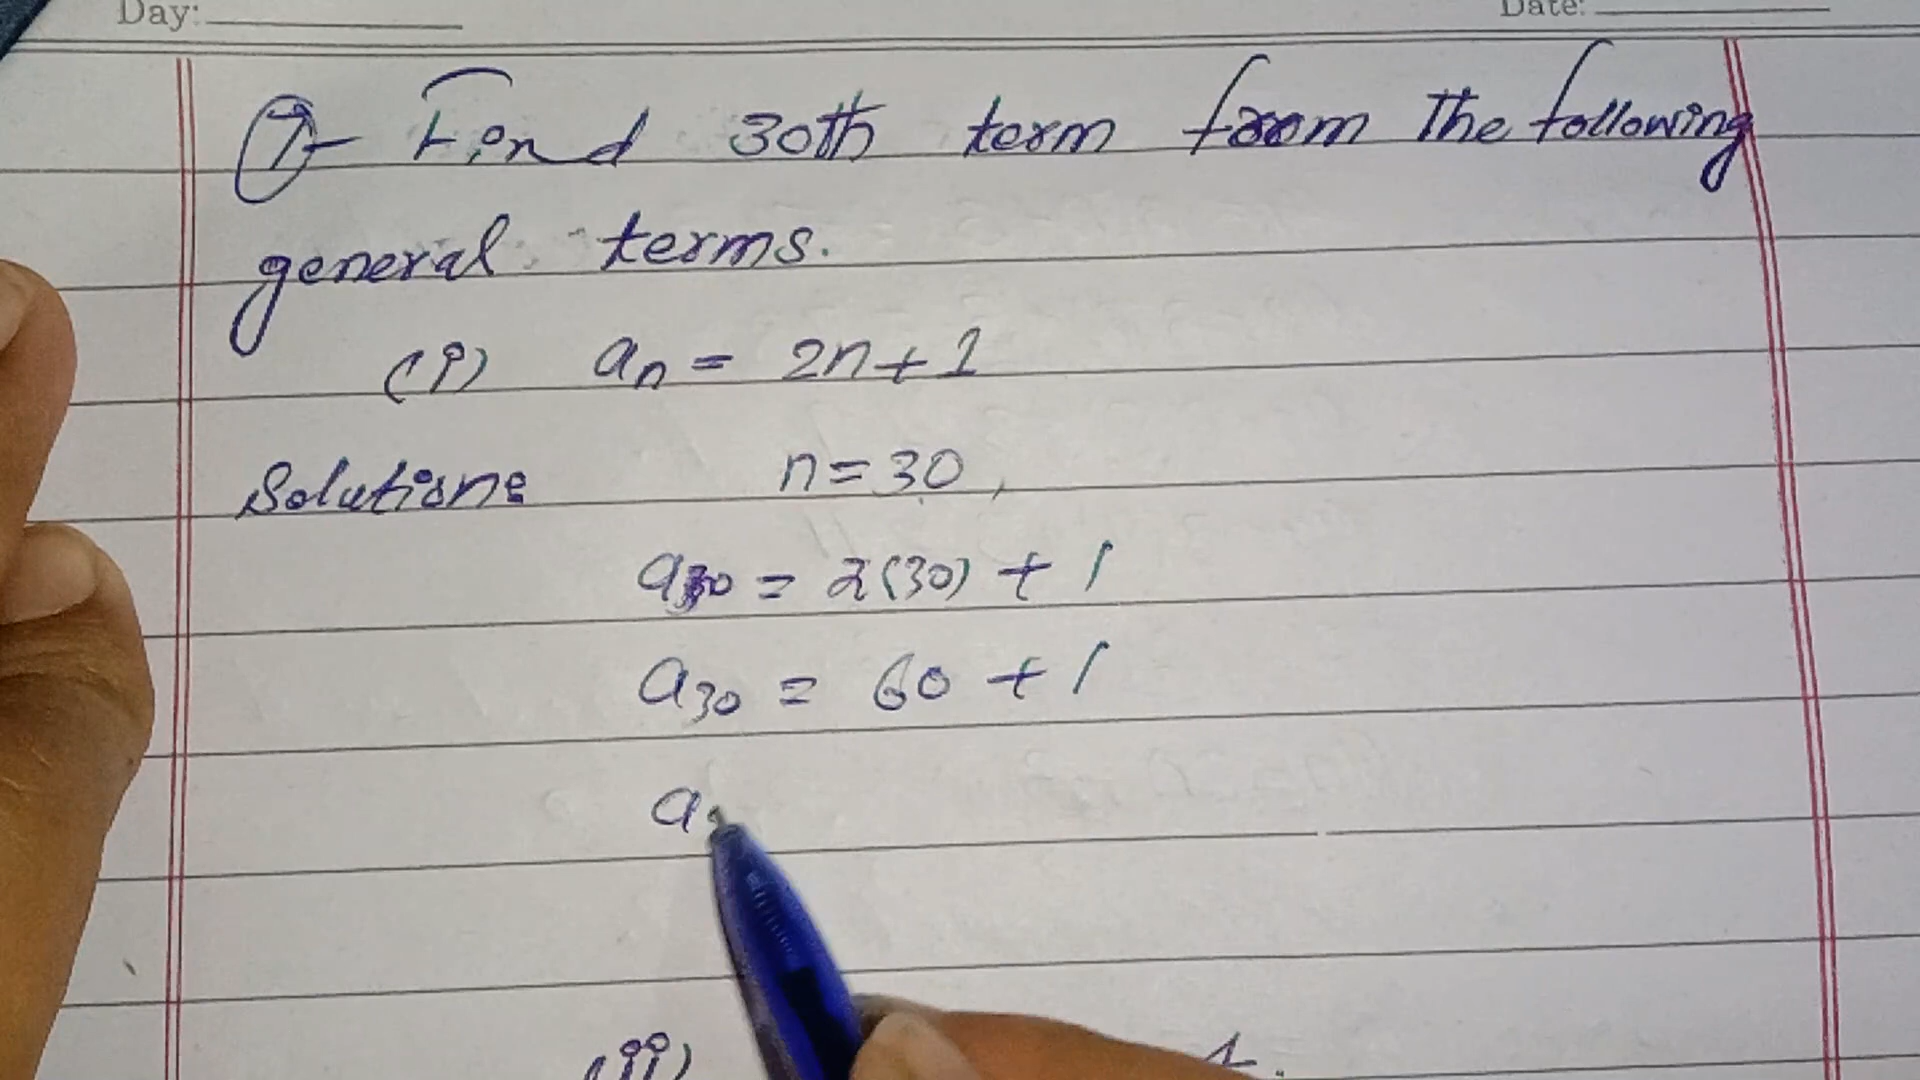 Day: Date:
Q- Find 30th term from the following
general terms.
(i) aₙ = 2n+1
Solution: n=30,
a₃₀ = 2(30) + 1
a₃₀ = 60 + 1
a
(ii)